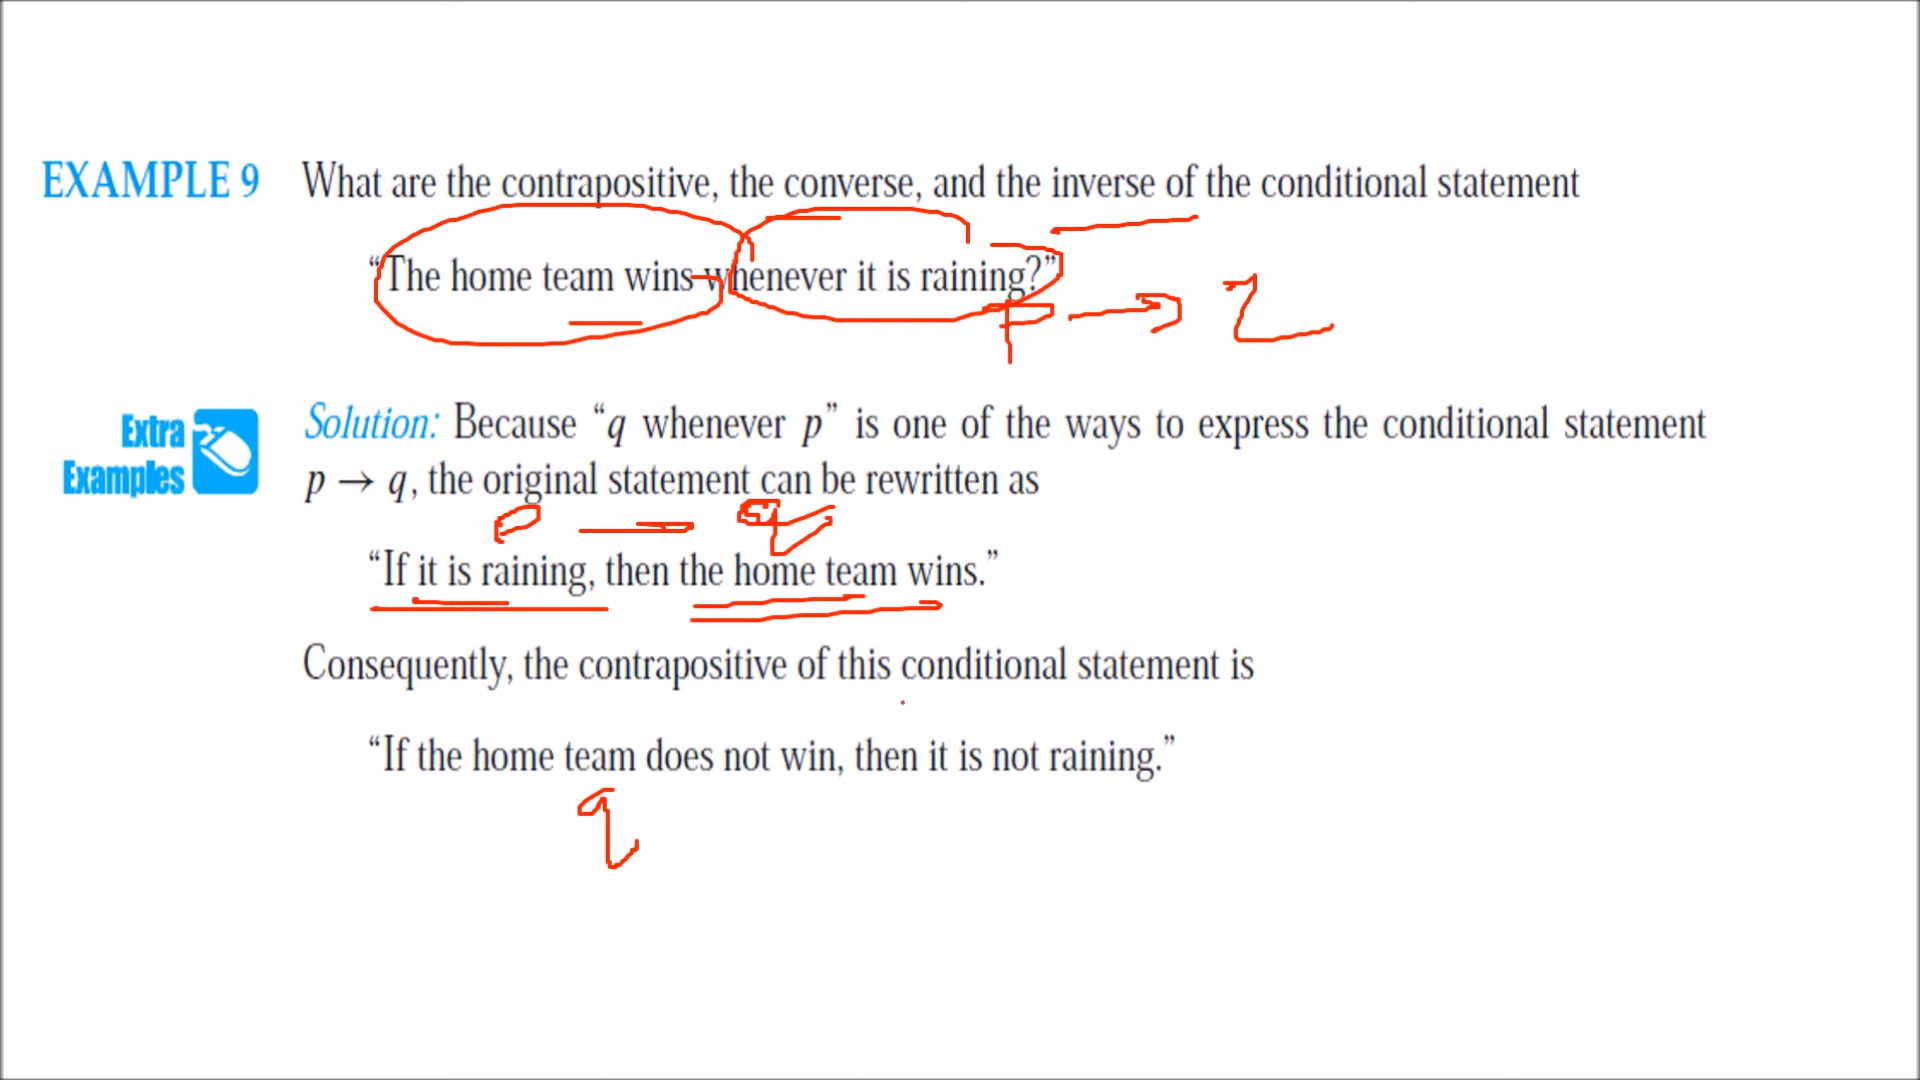 EXAMPLE 9 What are the contrapositive, the converse, and the inverse of the conditional statement
“The home team wins whenever it is raining?”
p → q
Extra
Examples
Solution: Because “q whenever p” is one of the ways to express the conditional statement
p → q, the original statement can be rewritten as
p → q
“If it is raining, then the home team wins.”
Consequently, the contrapositive of this conditional statement is
“If the home team does not win, then it is not raining.”
q